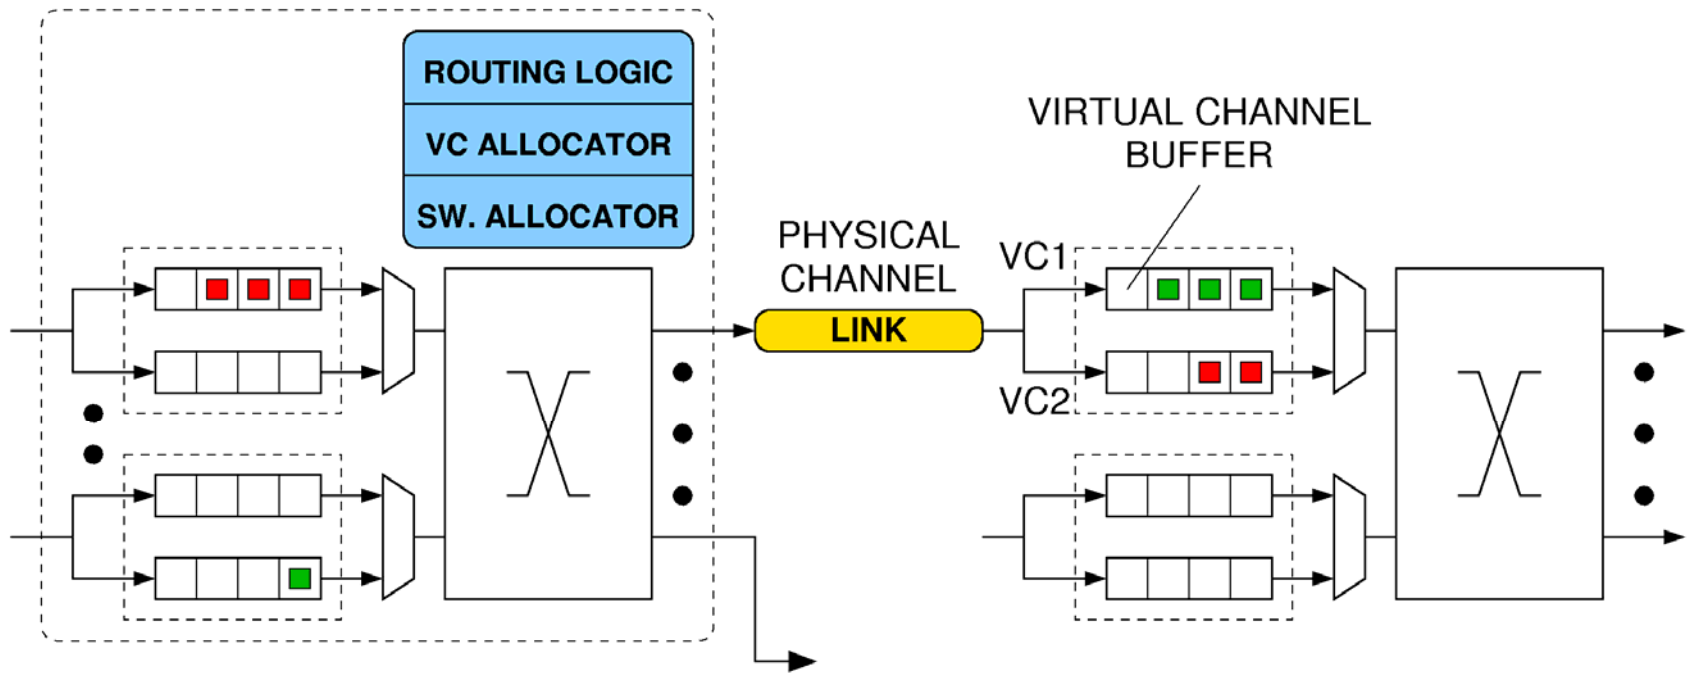 ROUTING LOGIC
VC ALLOCATOR
SW. ALLOCATOR
PHYSICAL
CHANNEL
LINK
VIRTUAL CHANNEL
BUFFER
VC1
VC2